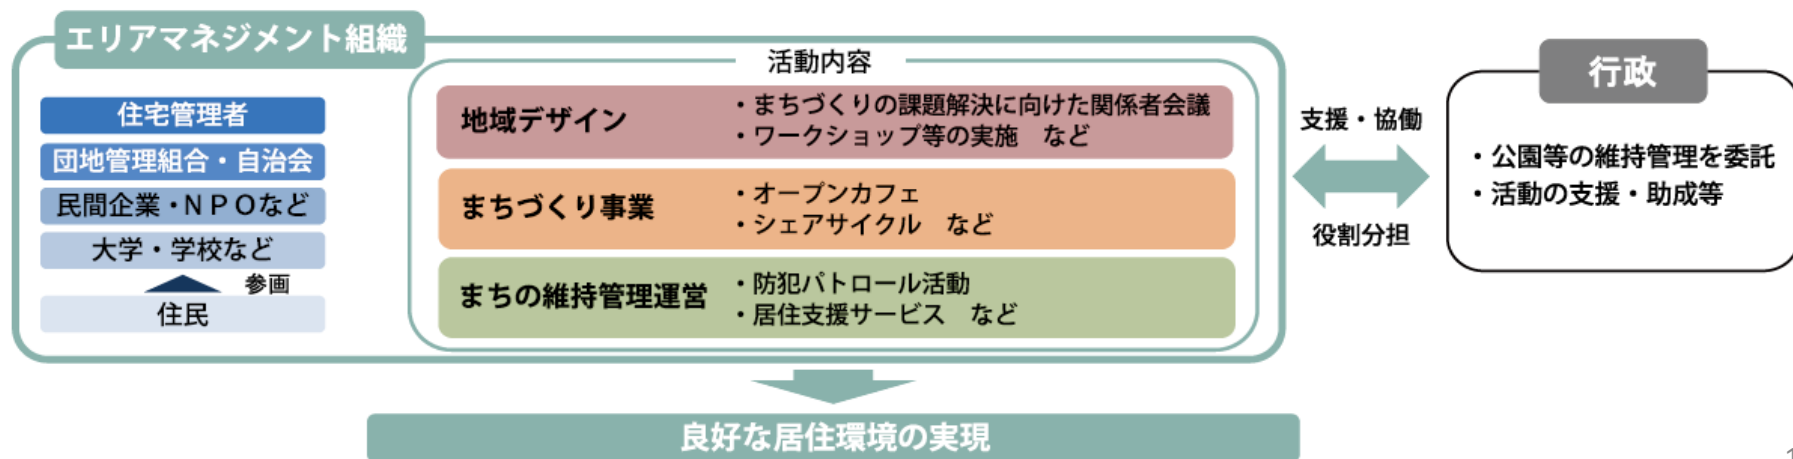 エリアマネジメント組織
住宅管理者
団地管理組合・自治会
民間企業・ＮＰＯなど
大学・学校など
参画
住民
活動内容
地域デザイン
・まちづくりの課題解決に向けた関係者会議
・ワークショップ等の実施　など
まちづくり事業
・オープンカフェ
・シェアサイクル　など
まちの維持管理運営
・防犯パトロール活動
・居住支援サービス　など
支援・協働
役割分担
行政
・公園等の維持管理を委託
・活動の支援・助成等
良好な居住環境の実現